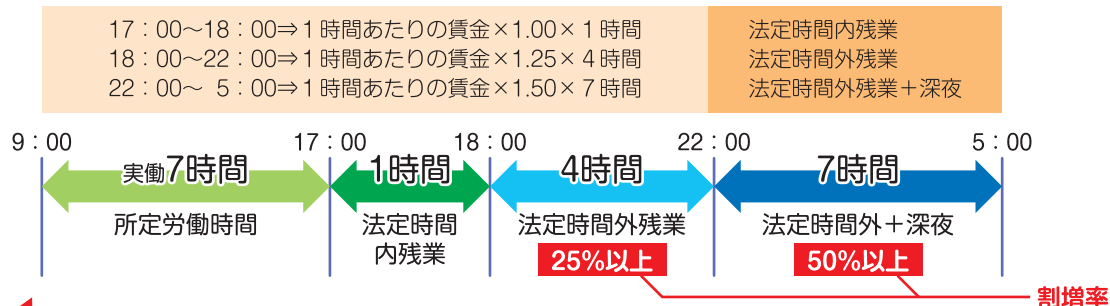 17：00～18：00⇒1時間あたりの賃金×1.00×1時間　法定時間内残業
18：00～22：00⇒1時間あたりの賃金×1.25×4時間　法定時間外残業
22：00～ 5：00⇒1時間あたりの賃金×1.50×7時間　法定時間外残業＋深夜
9：00　17：00　18：00　22：00　5：00
実働7時間　1時間　4時間　7時間
所定労働時間　法定時間　法定時間外残業　法定時間外＋深夜
内残業　25%以上　50%以上
割増率